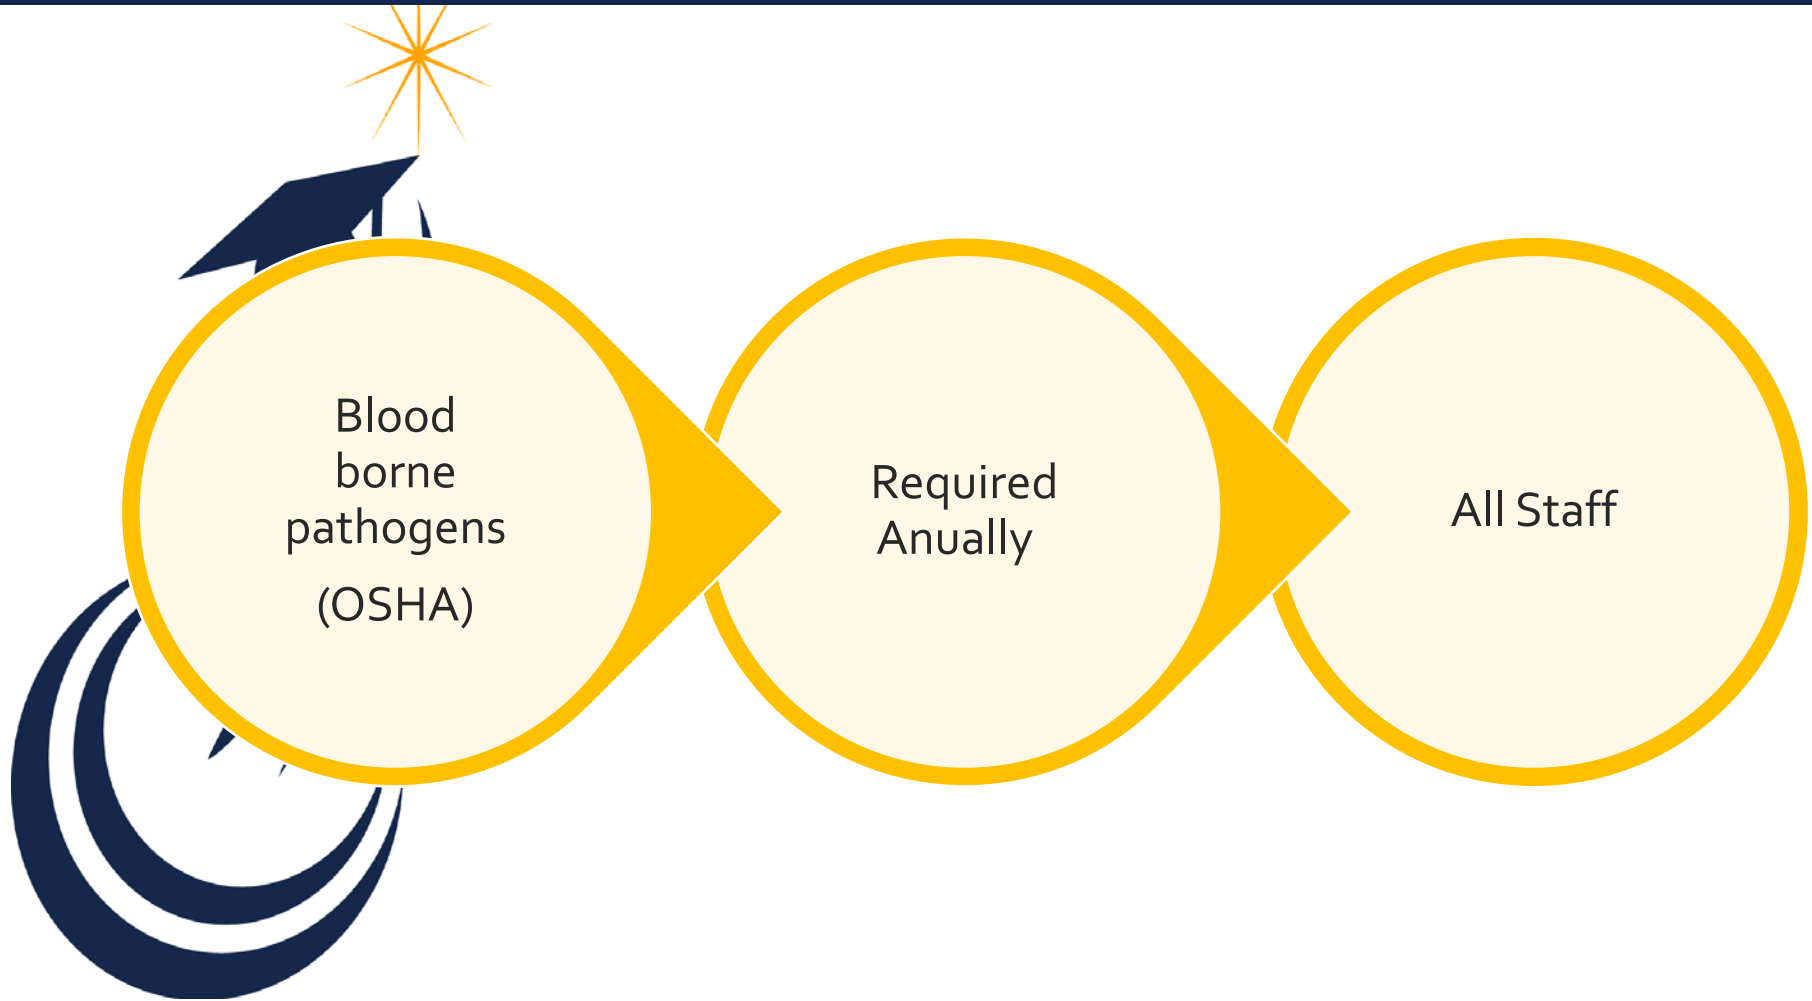 Blood
borne
pathogens
(OSHA)
Required
Anually
All Staff